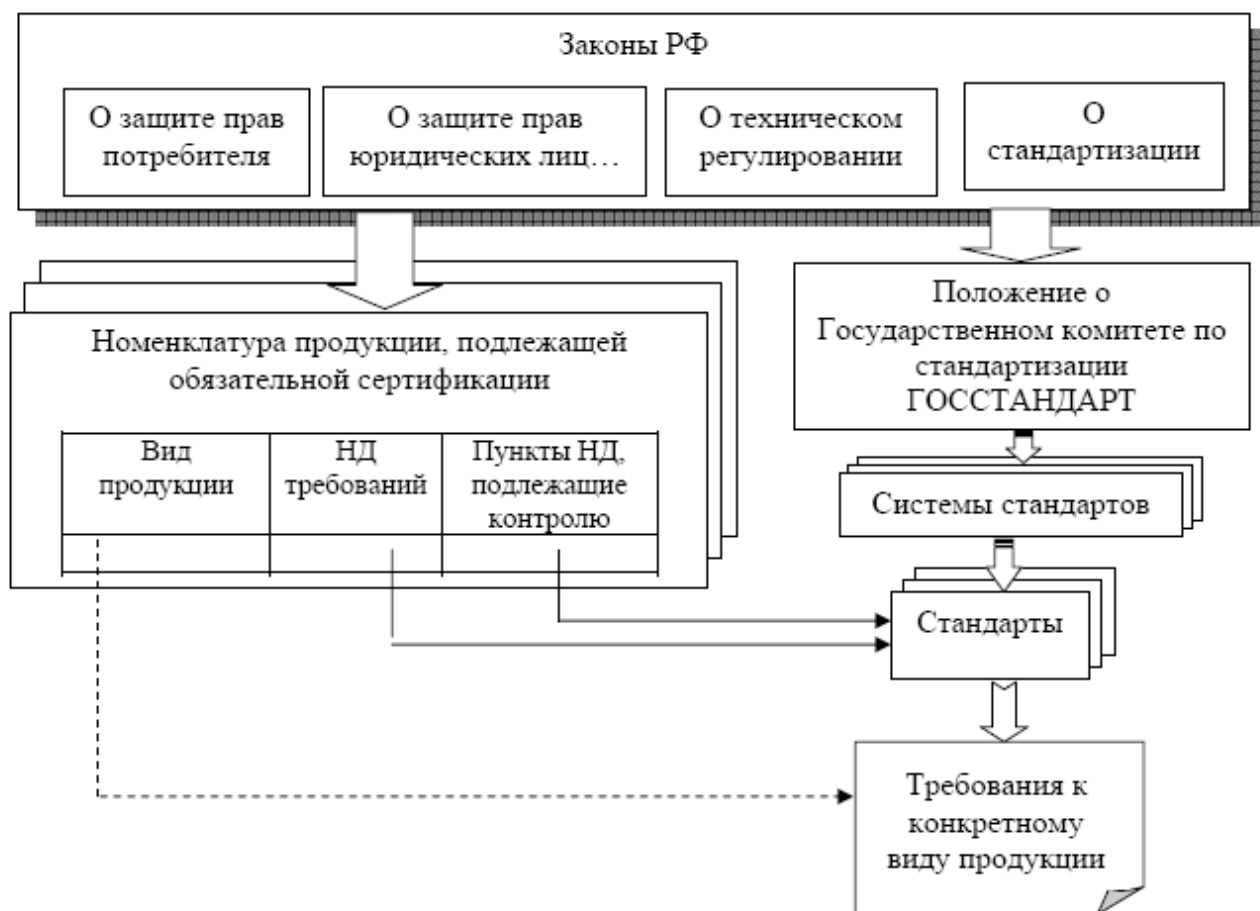 Законы РФ
О защите прав
потребителя
О защите прав
юридических лиц…
О техническом
регулировании
О
стандартизации
Номенклатура продукции, подлежащей
обязательной сертификации
Вид
продукции
НД
требований
Пункты НД,
подлежащие
контролю
Положение о
Государственном комитете по
стандартизации
ГОССТАНДАРТ
Системы стандартов
Стандарты
Требования к
конкретному
виду продукции